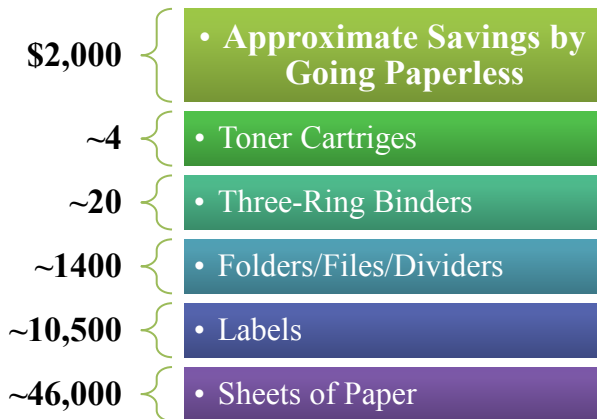 $2,000
• Approximate Savings by
Going Paperless
~4
• Toner Cartriges
~20
• Three-Ring Binders
~1400
• Folders/Files/Dividers
~10,500
• Labels
~46,000
• Sheets of Paper